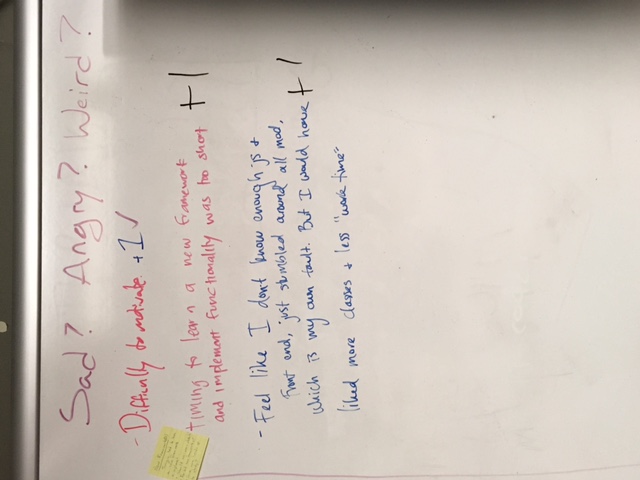 Sad? Angry? Weird?
- Difficulty to motivate +1 ✓
timing to learn a new framework
and implement functionality was too short +1
- Feel like I dont know enough js +
Front end, just stumbled around all mod,
which is my own fault. But I would have +1
liked more classes + less "work time"